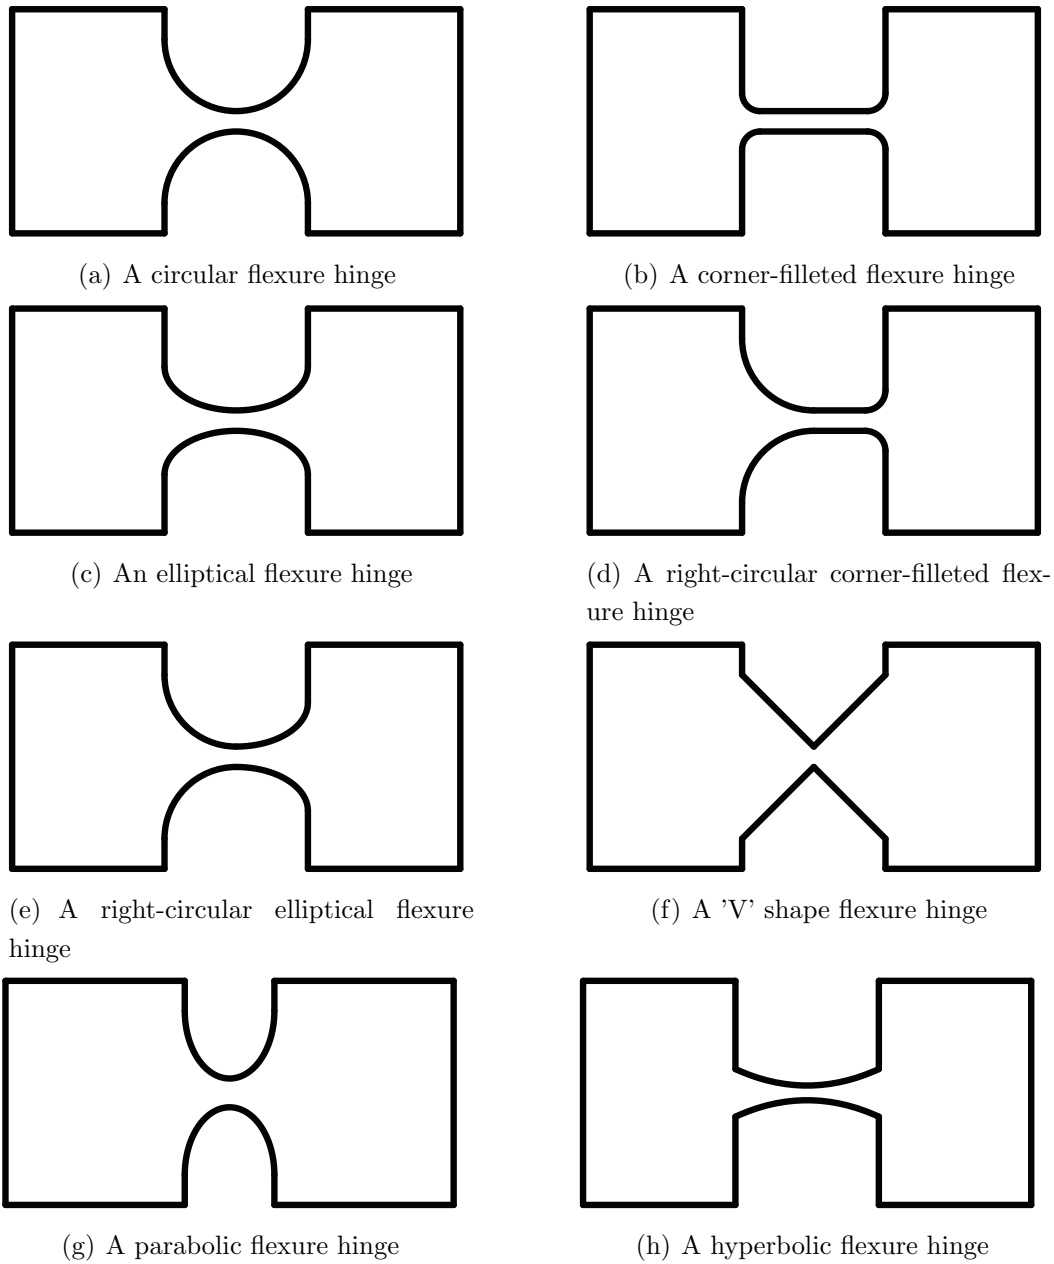 (a) A circular flexure hinge
(b) A corner-filleted flexure hinge
(c) An elliptical flexure hinge
(d) A right-circular corner-filleted flex-
ure hinge
(e) A right-circular elliptical flexure
hinge
(f) A 'V' shape flexure hinge
(g) A parabolic flexure hinge
(h) A hyperbolic flexure hinge